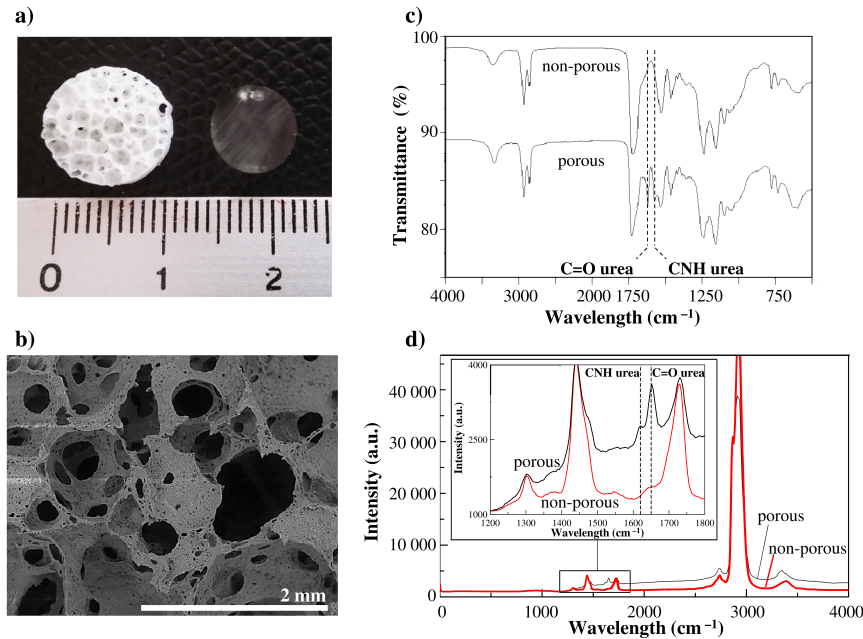 a)
0 1 2
b)
2 mm
c)
100
90
80
Transmittance (%)
non-porous
porous
C=O urea
CNH urea
4000 3000 2000 1750 1250 750
Wavelength (cm⁻¹)
d)
40 000
30 000
20 000
10 000
0
Intensity (a.u.)
4000
2500
1000
Intensity (a.u.)
CNH urea
C=O urea
porous
non-porous
1200 1300 1400 1500 1600 1700 1800
Wavelength (cm⁻¹)
porous
non-porous
0 1000 2000 3000 4000
Wavelength (cm⁻¹)